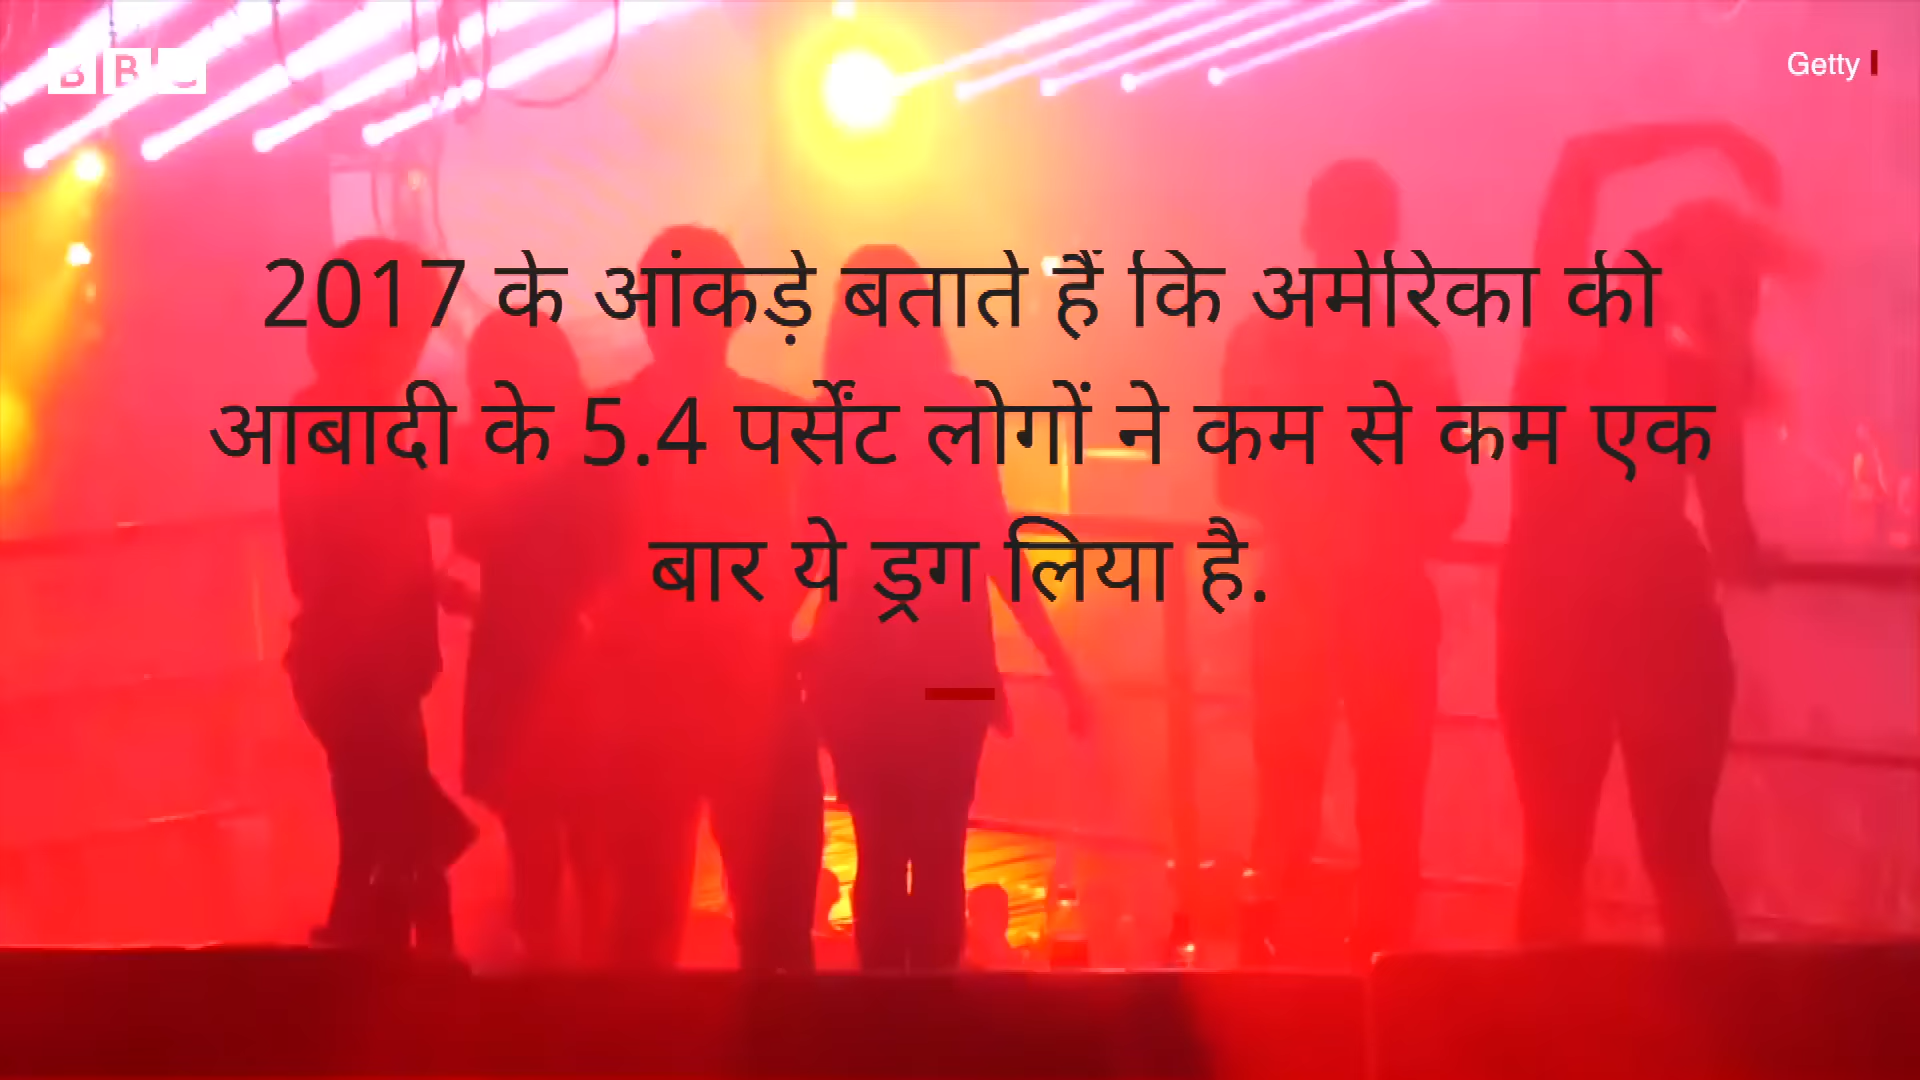 BBC
Getty
2017 के आंकड़े बताते हैं कि अमेरिका की
आबादी के 5.4 पर्सेंट लोगों ने कम से कम एक
बार ये ड्रग लिया है.